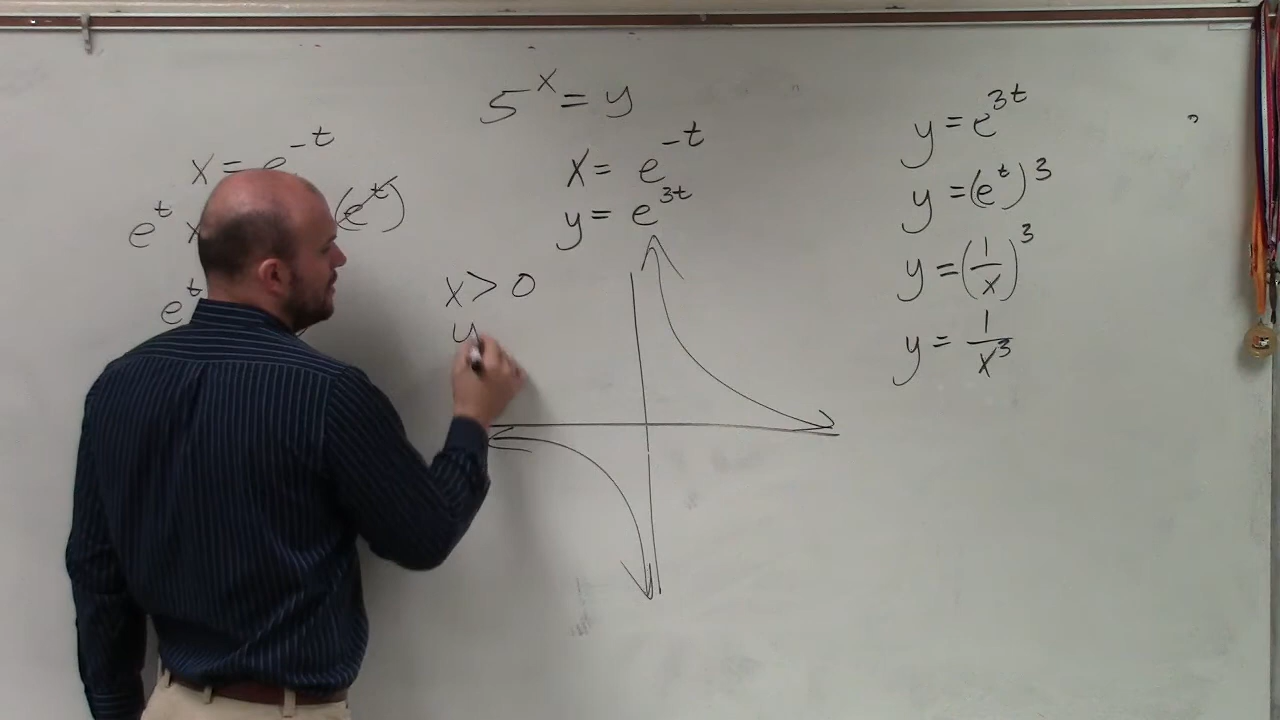 5^x = y
x = e^-t
e^t x (e^t)
e^t
x = e^-t
y = e^3t
x > 0
y
y = e^3t
y = (e^t)^3
y = (1/x)^3
y = 1/x^3